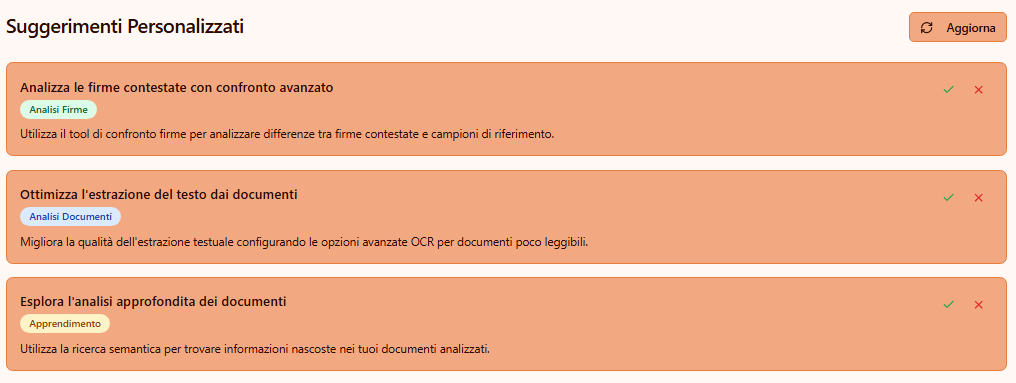 Suggerimenti Personalizzati
Aggiorna
Analizza le firme contestate con confronto avanzato
Analisi Firme
Utilizza il tool di confronto firme per analizzare differenze tra firme contestate e campioni di riferimento.
Ottimizza l'estrazione del testo dai documenti
Analisi Documenti
Migliora la qualità dell'estrazione testuale configurando le opzioni avanzate OCR per documenti poco leggibili.
Esplora l'analisi approfondita dei documenti
Apprendimento
Utilizza la ricerca semantica per trovare informazioni nascoste nei tuoi documenti analizzati.